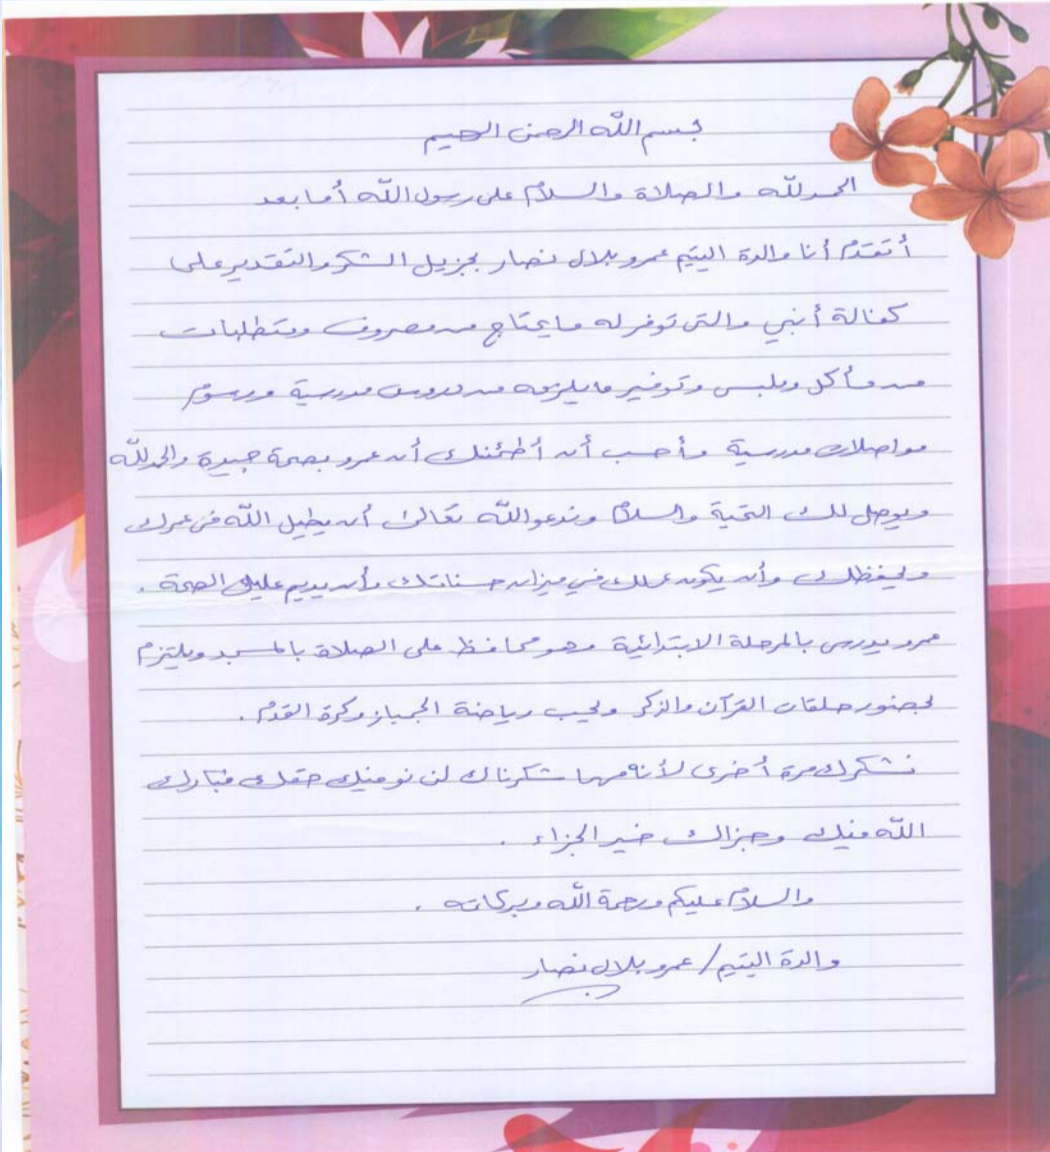 بسم الله الرحمن الرحيم
الحمد لله والصلاة والسلام على رسول الله أما بعد
أتقدم أنا والدة اليتيم عمرو بلال نصار بجزيل الشكر والتقدير على
كفالة أبني والتي توفر له ما يحتاج من مصروف ومتطلبات
من مأكل وملبس وتوفير ما يلزمه من دروس مدرسية ورسوم
مواصلات مدرسية وأحب أن أطمئنك أن عمرو بصحة جيدة والحمد لله
ويوصل لك التحية والسلام وندعو الله تعالى أن يطيل الله في عمرك
ويحفظك وأن يكون عملك في ميزان حسناتك وأن يديم عليك الصحة .
عمرو يدرس بالمرحلة الابتدائية وهو محافظ على الصلاة بالمسجد ويلتزم
بحضور حلقات القرآن والذكر ويحب رياضة الجمباز وكرة القدم .
نشكرك مرة أخرى لأنه مهما شكرناك لن نوفيك حقك فبارك
الله فيك وجزاك خير الجزاء .
والسلام عليكم ورحمة الله وبركاته .
والدة اليتيم / عمرو بلال نصار